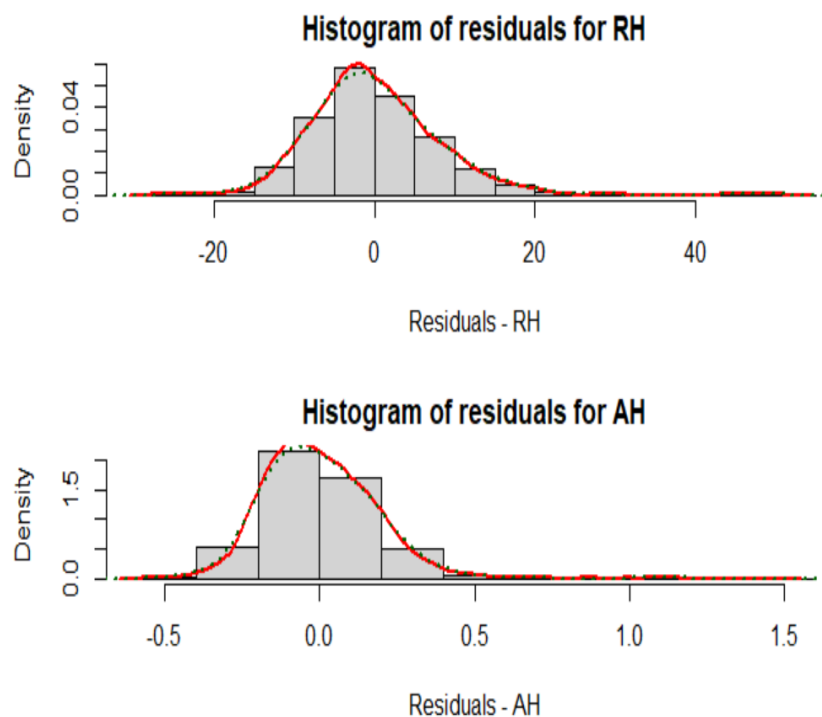 Histogram of residuals for RH
Density
0.04
0.00
-20 0 20 40
Residuals - RH
Histogram of residuals for AH
Density
1.5
0.0
-0.5 0.0 0.5 1.0 1.5
Residuals - AH